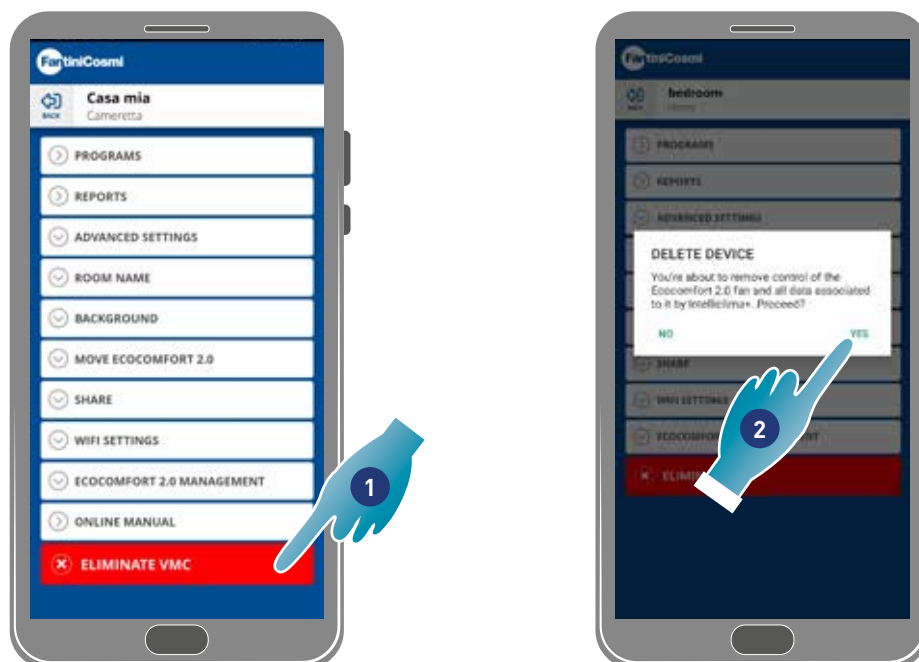 FantiniCosmi
BACK
Casa mia
Cameretta
PROGRAMS
REPORTS
ADVANCED SETTINGS
ROOM NAME
BACKGROUND
MOVE ECOCOMFORT 2.0
SHARE
WIFI SETTINGS
ECOCOMFORT 2.0 MANAGEMENT
ONLINE MANUAL
ELIMINATE VMC
1
FantiniCosmi
BACK
bedroom
PROGRAMS
REPORTS
ADVANCED SETTINGS
DELETE DEVICE
You're about to remove control of the
Ecocomfort 2.0 fan and all data associated
to it by Intelliclima+. Proceed?
NO YES
SHARE
WIFI SETTINGS
2